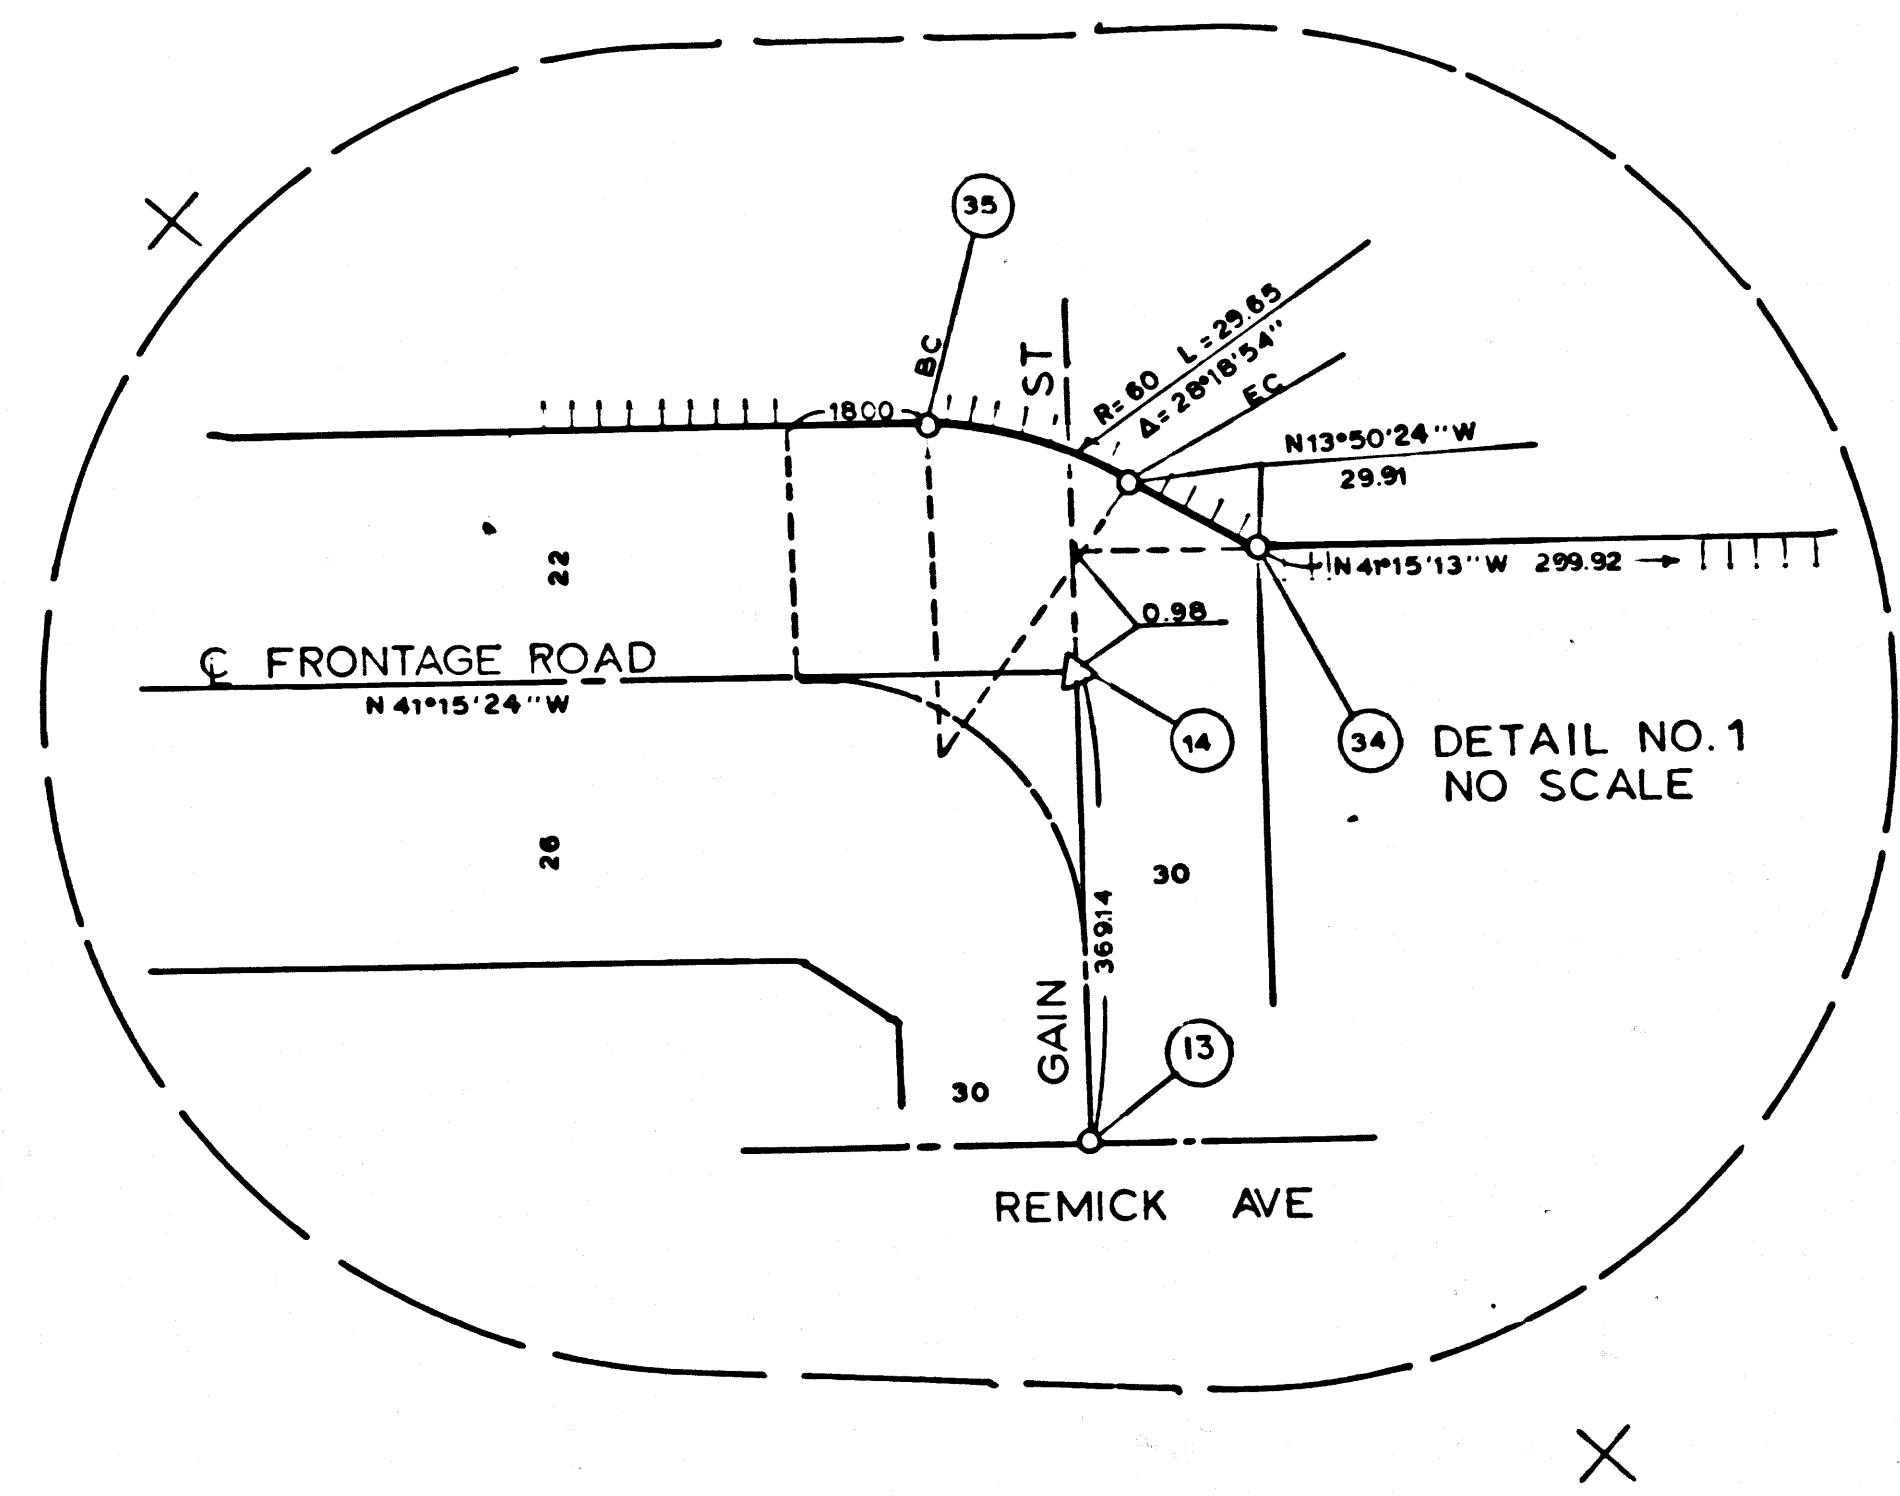 35
BC
ST
R= 60 L = 29.65
Δ= 28°18'54"
EC
1800
N13°50'24"W
29.91
N41°15'13"W 299.92
22
0.98
℄ FRONTAGE ROAD
N 41°15'24"W
14
34
DETAIL NO. 1
NO SCALE
26
30
369.14
GAIN
13
30
REMICK AVE